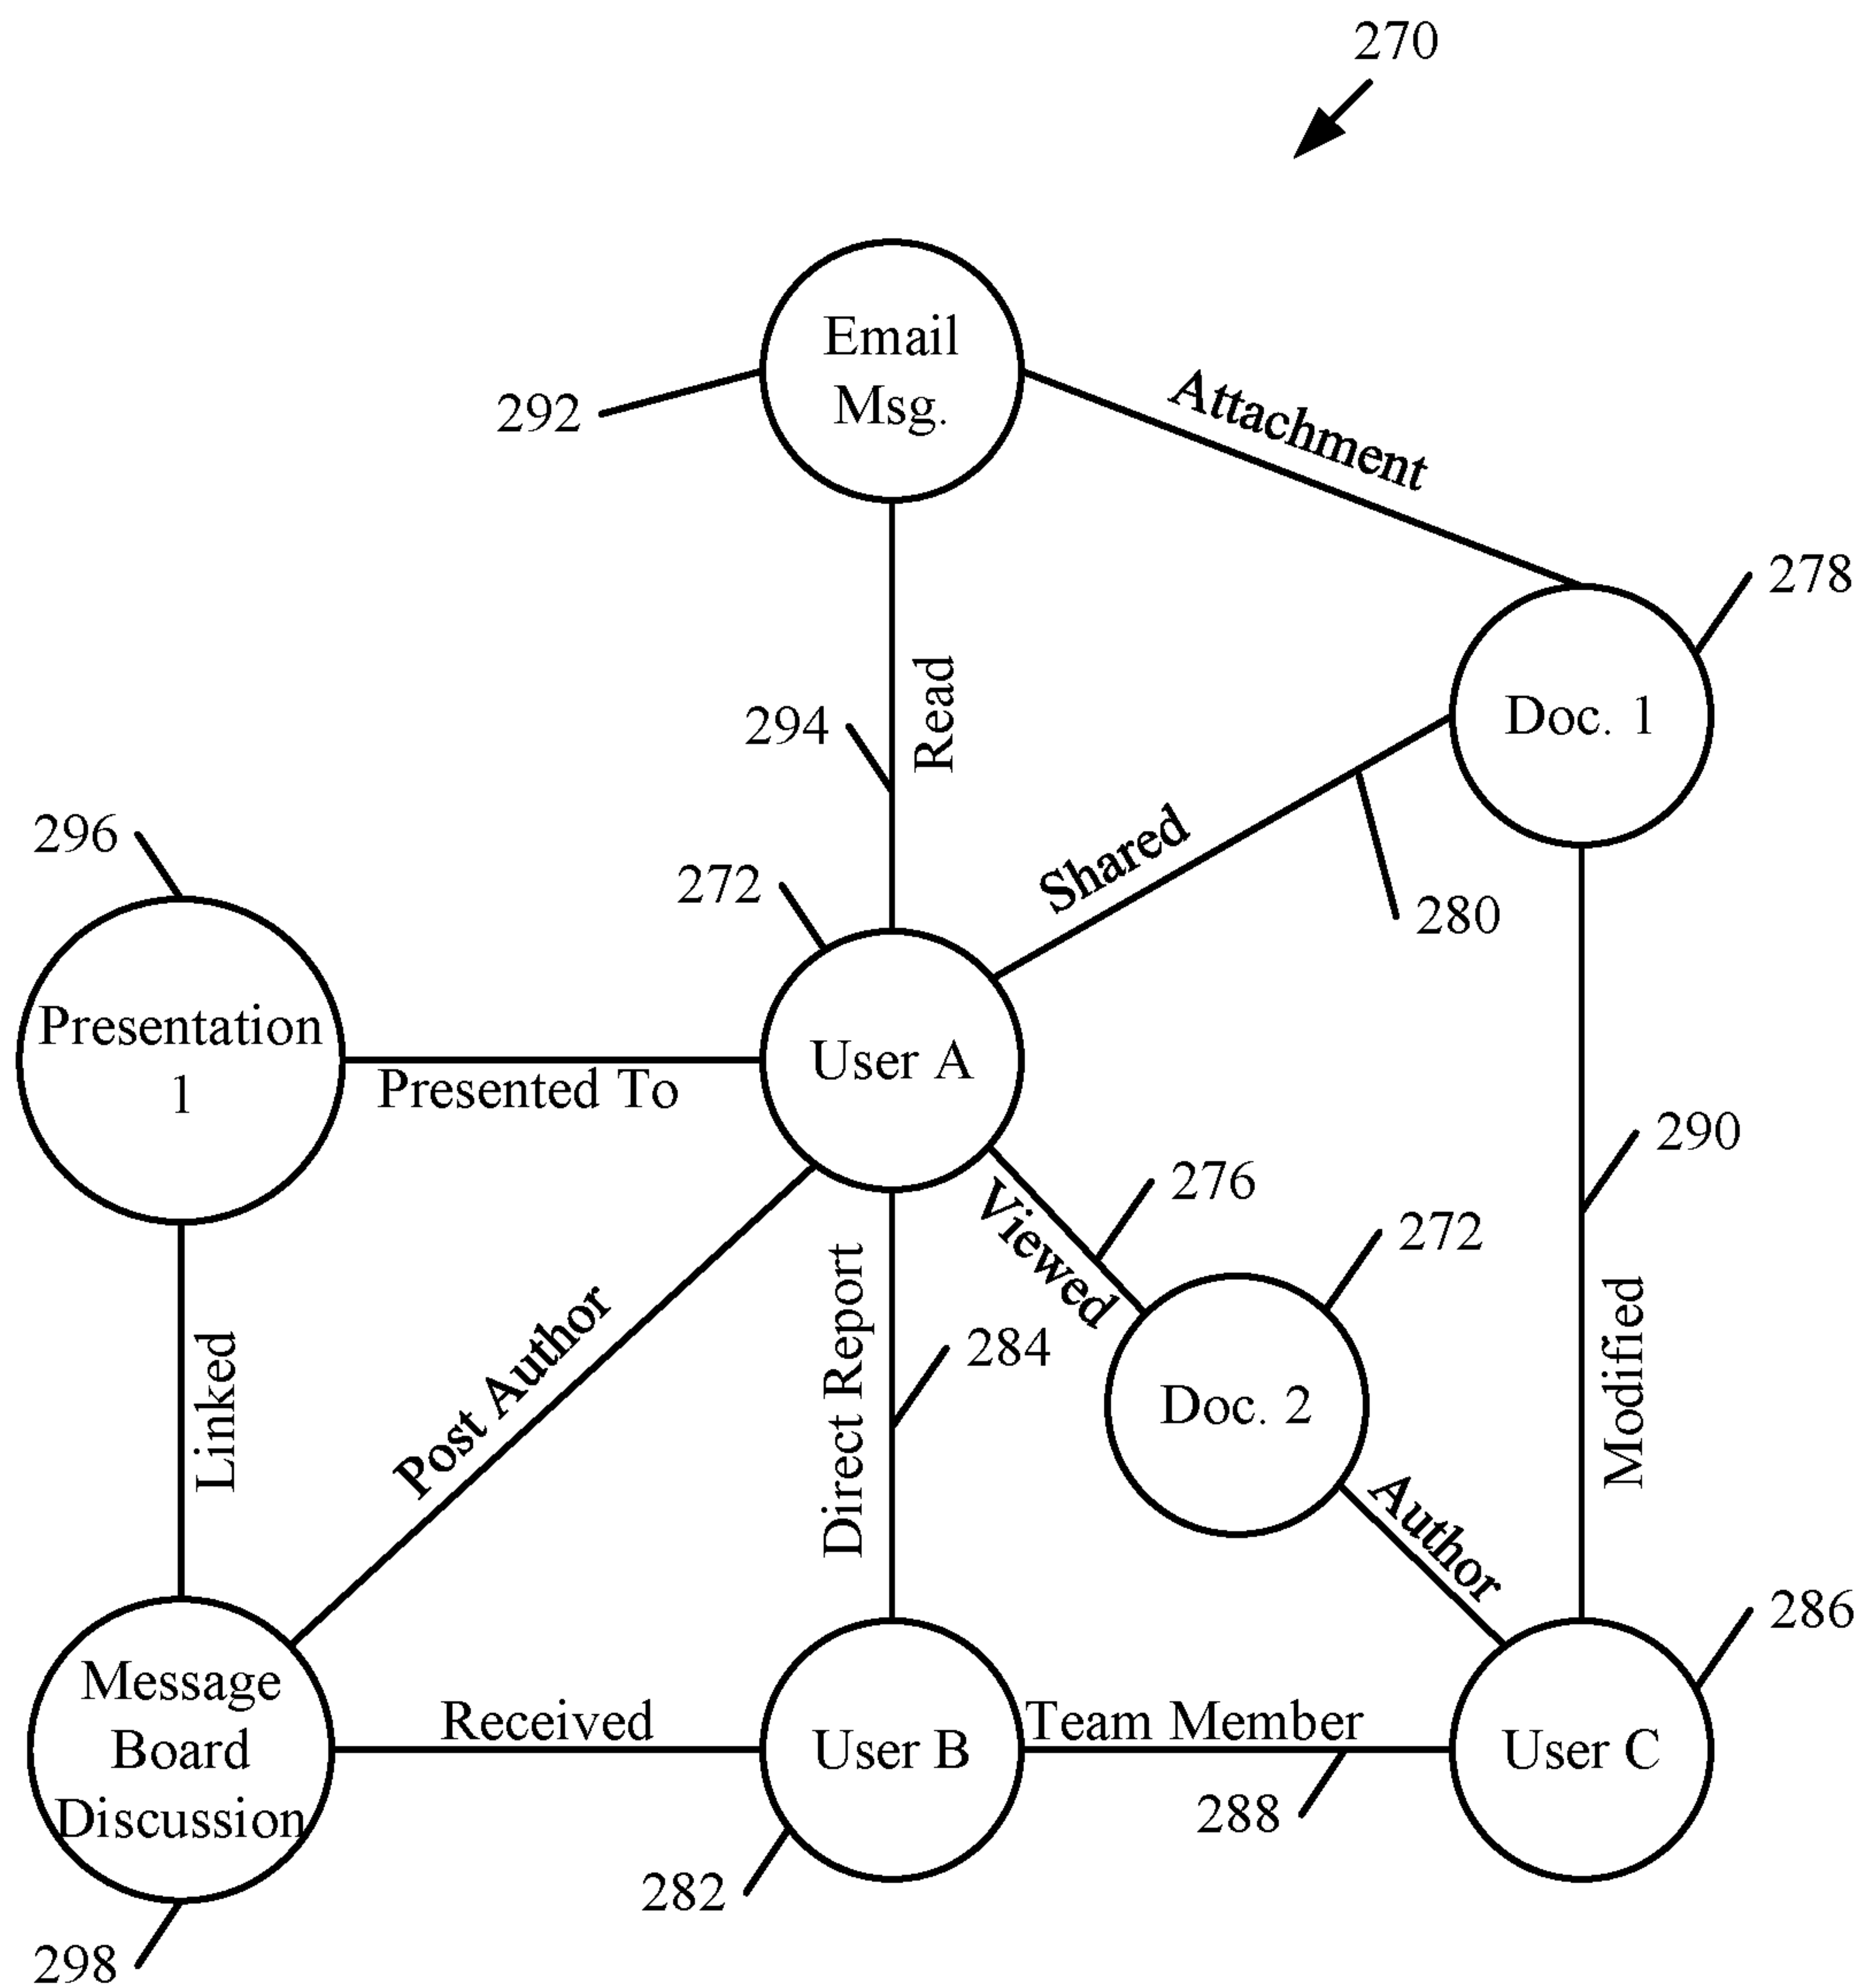 270
Email
Msg.
292
Attachment
278
Doc. 1
Read
294
Shared
280
296
272
Presentation
1
Presented To
User A
290
276
Viewed
272
Doc. 2
Direct Report
284
Post Author
Linked
Modified
Author
286
Message
Board
Discussion
Received
User B
Team Member
User C
288
282
298